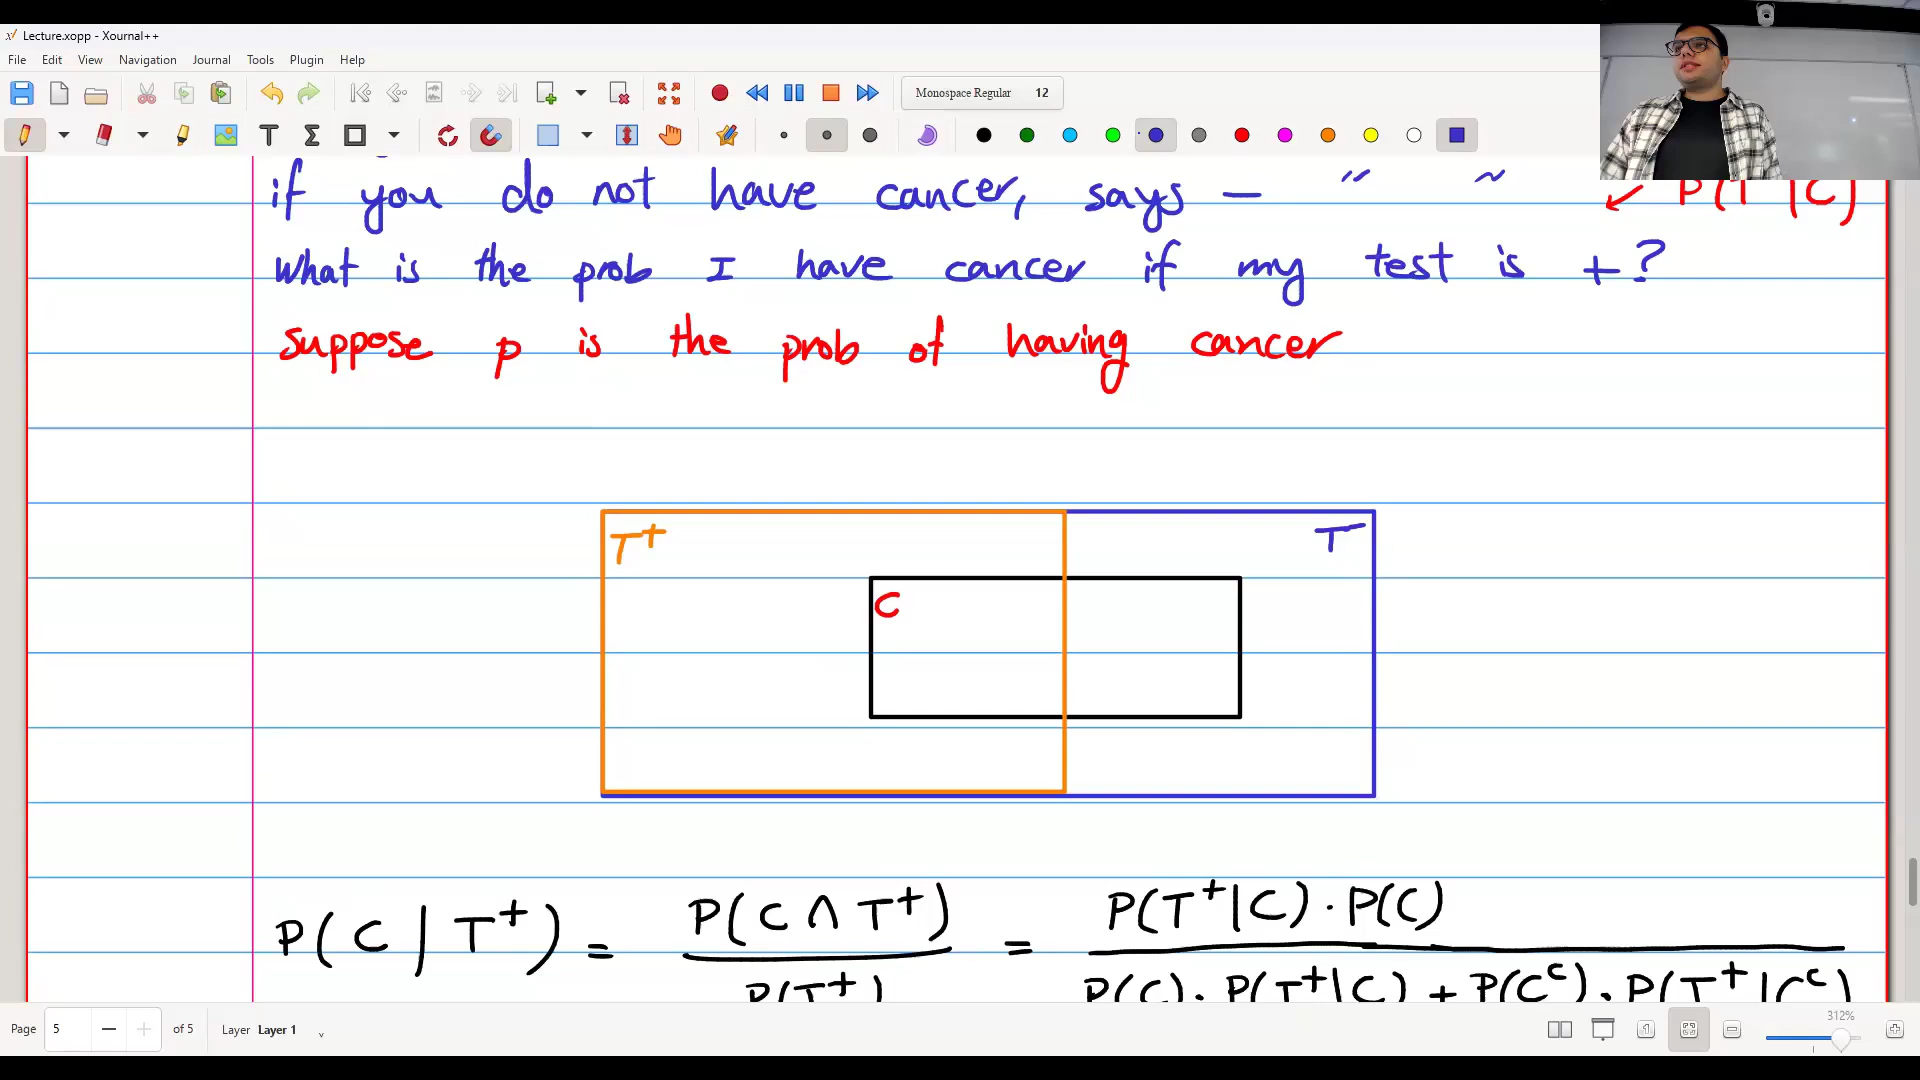 Lecture.xopp - Xournal++
File Edit View Navigation Journal Tools Plugin Help
Monospace Regular 12
if you do not have cancer, says — " ~
P(T |C)
What is the prob I have cancer if my test is + ?
suppose p is the prob of having cancer
T⁺ T⁻
C
P(C | T⁺) = P(C ∩ T⁺) = P(T⁺|C) · P(C)
P(T⁺) P(C) · P(T⁺|C) + P(Cᶜ) · P(T⁺|Cᶜ)
Page 5 of 5 Layer Layer 1 312%